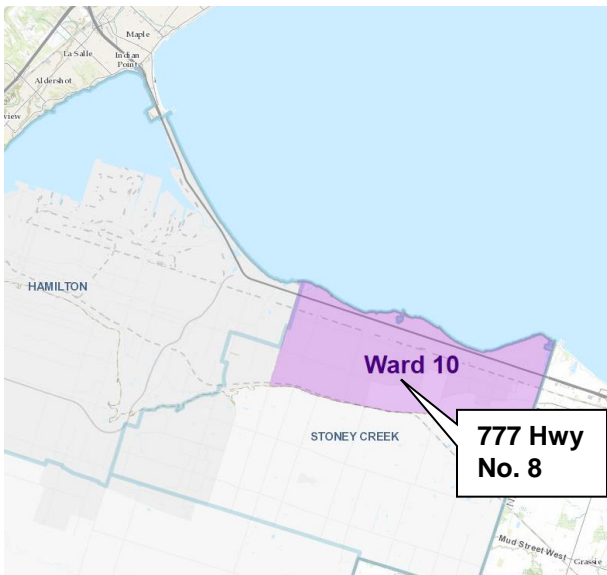 Maple
La Salle
Indian
Point
Aldershot
view
HAMILTON
Ward 10
STONEY CREEK
777 Hwy
No. 8
Mud Street West
Grassie